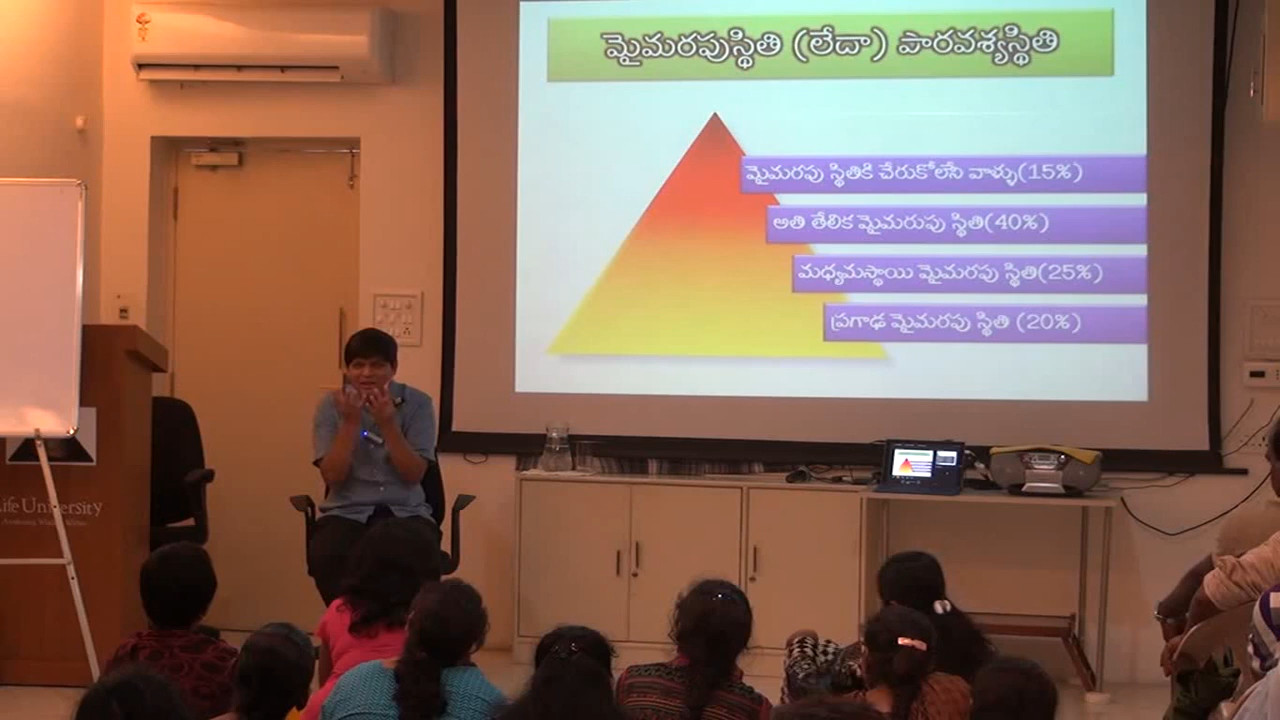 మైమరపుస్థితి (లేదా) పారవశ్యస్థితి
మైమరపు స్థితికి చేరుకోలేని వాళ్ళు(15%)
అతి తేలిక మైమరుపు స్థితి(40%)
మధ్యమస్థాయి మైమరపు స్థితి(25%)
ప్రగాఢ మైమరపు స్థితి (20%)
Life University